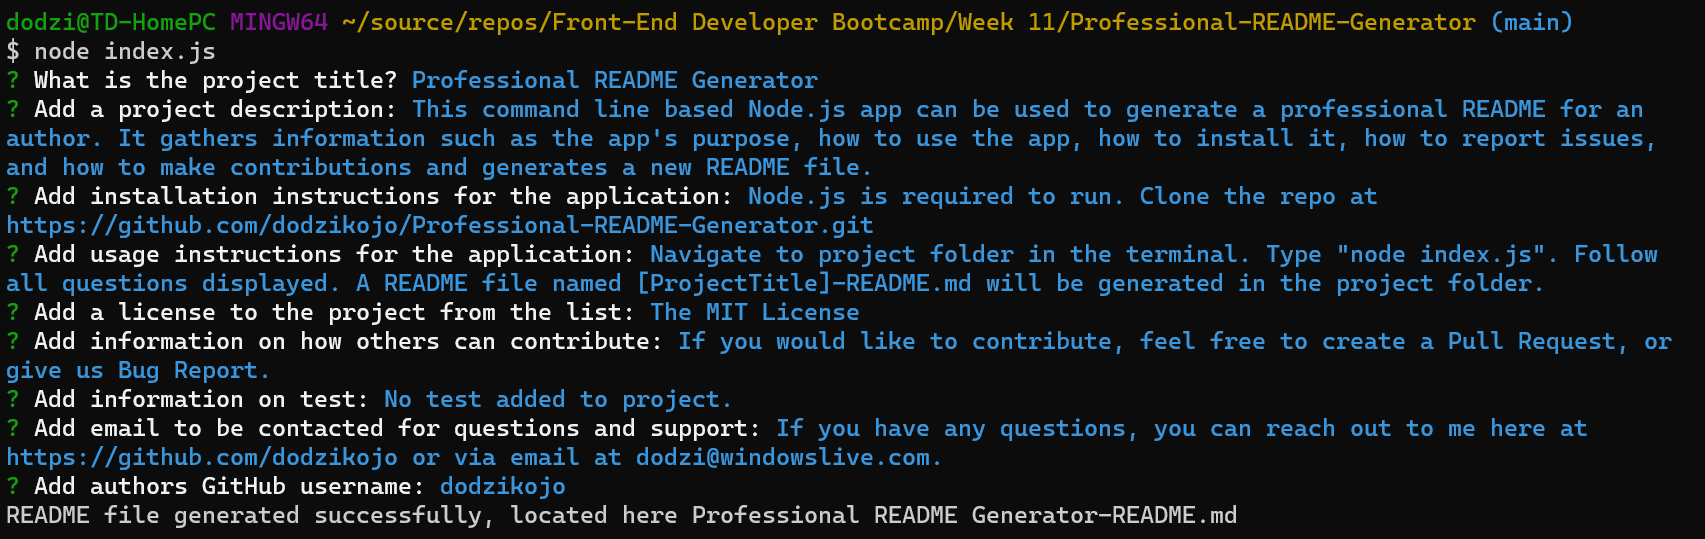 dodzi@TD-HomePC MINGW64 ~/source/repos/Front-End Developer Bootcamp/Week 11/Professional-README-Generator (main)
$ node index.js
? What is the project title? Professional README Generator
? Add a project description: This command line based Node.js app can be used to generate a professional README for an
author. It gathers information such as the app's purpose, how to use the app, how to install it, how to report issues,
and how to make contributions and generates a new README file.
? Add installation instructions for the application: Node.js is required to run. Clone the repo at
https://github.com/dodzikojo/Professional-README-Generator.git
? Add usage instructions for the application: Navigate to project folder in the terminal. Type "node index.js". Follow
all questions displayed. A README file named [ProjectTitle]-README.md will be generated in the project folder.
? Add a license to the project from the list: The MIT License
? Add information on how others can contribute: If you would like to contribute, feel free to create a Pull Request, or
give us Bug Report.
? Add information on test: No test added to project.
? Add email to be contacted for questions and support: If you have any questions, you can reach out to me here at
https://github.com/dodzikojo or via email at dodzi@windowslive.com.
? Add authors GitHub username: dodzikojo
README file generated successfully, located here Professional README Generator-README.md